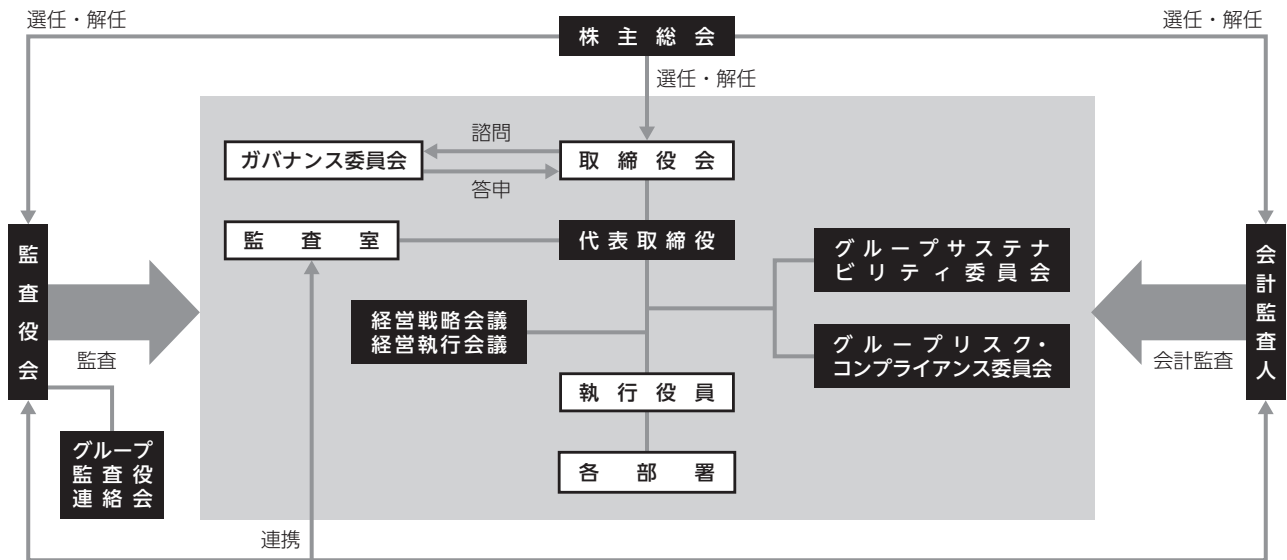 選任・解任
株主総会
選任・解任
選任・解任
諮問
ガバナンス委員会
取締役会
答申
監査室
代表取締役
グループサステナ
ビリティ委員会
監査役会
会計監査人
経営戦略会議
経営執行会議
グループリスク・
コンプライアンス委員会
監査
会計監査
執行役員
グループ
監査役
連絡会
各部署
連携